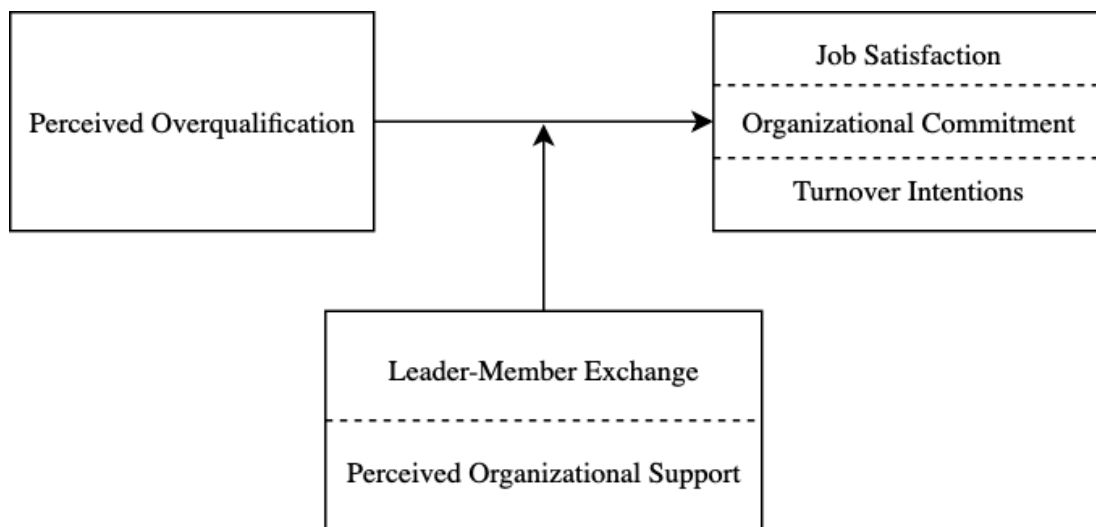 Perceived Overqualification
Job Satisfaction
Organizational Commitment
Turnover Intentions
Leader-Member Exchange
Perceived Organizational Support